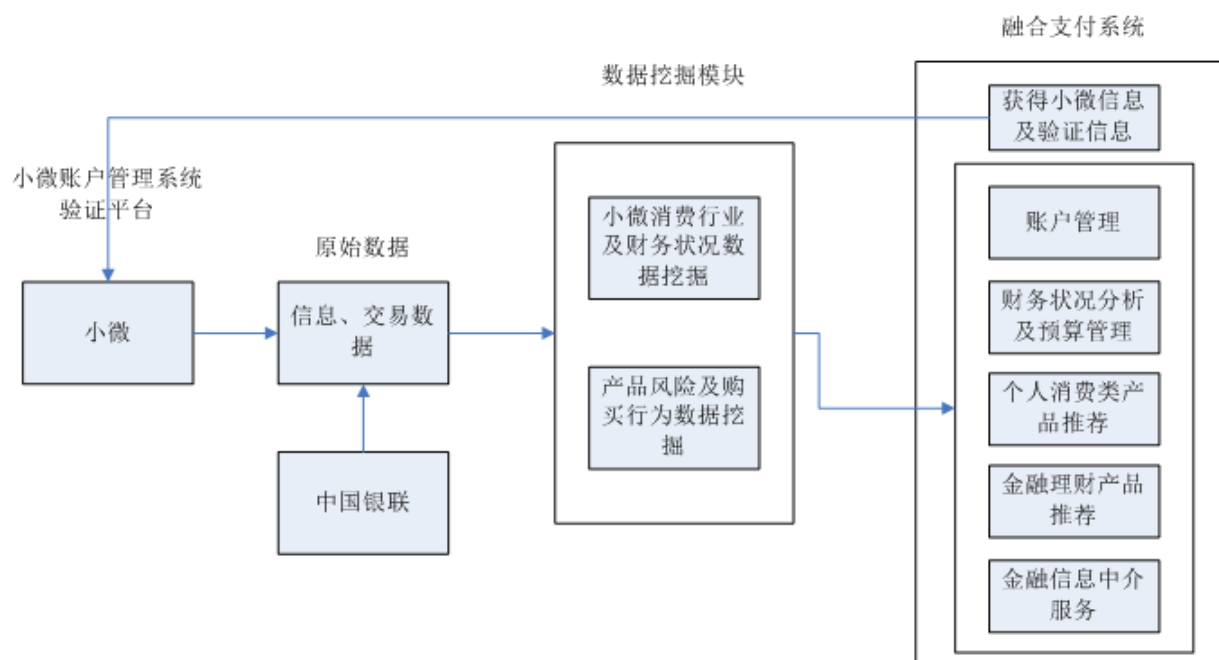 融合支付系统
数据挖掘模块
获得小微信息
及验证信息
小微账户管理系统
验证平台
原始数据
小微
信息、交易数
据
中国银联
小微消费行业
及财务状况数
据挖掘
产品风险及购
买行为数据挖
掘
账户管理
财务状况分析
及预算管理
个人消费类产
品推荐
金融理财产品
推荐
金融信息中介
服务